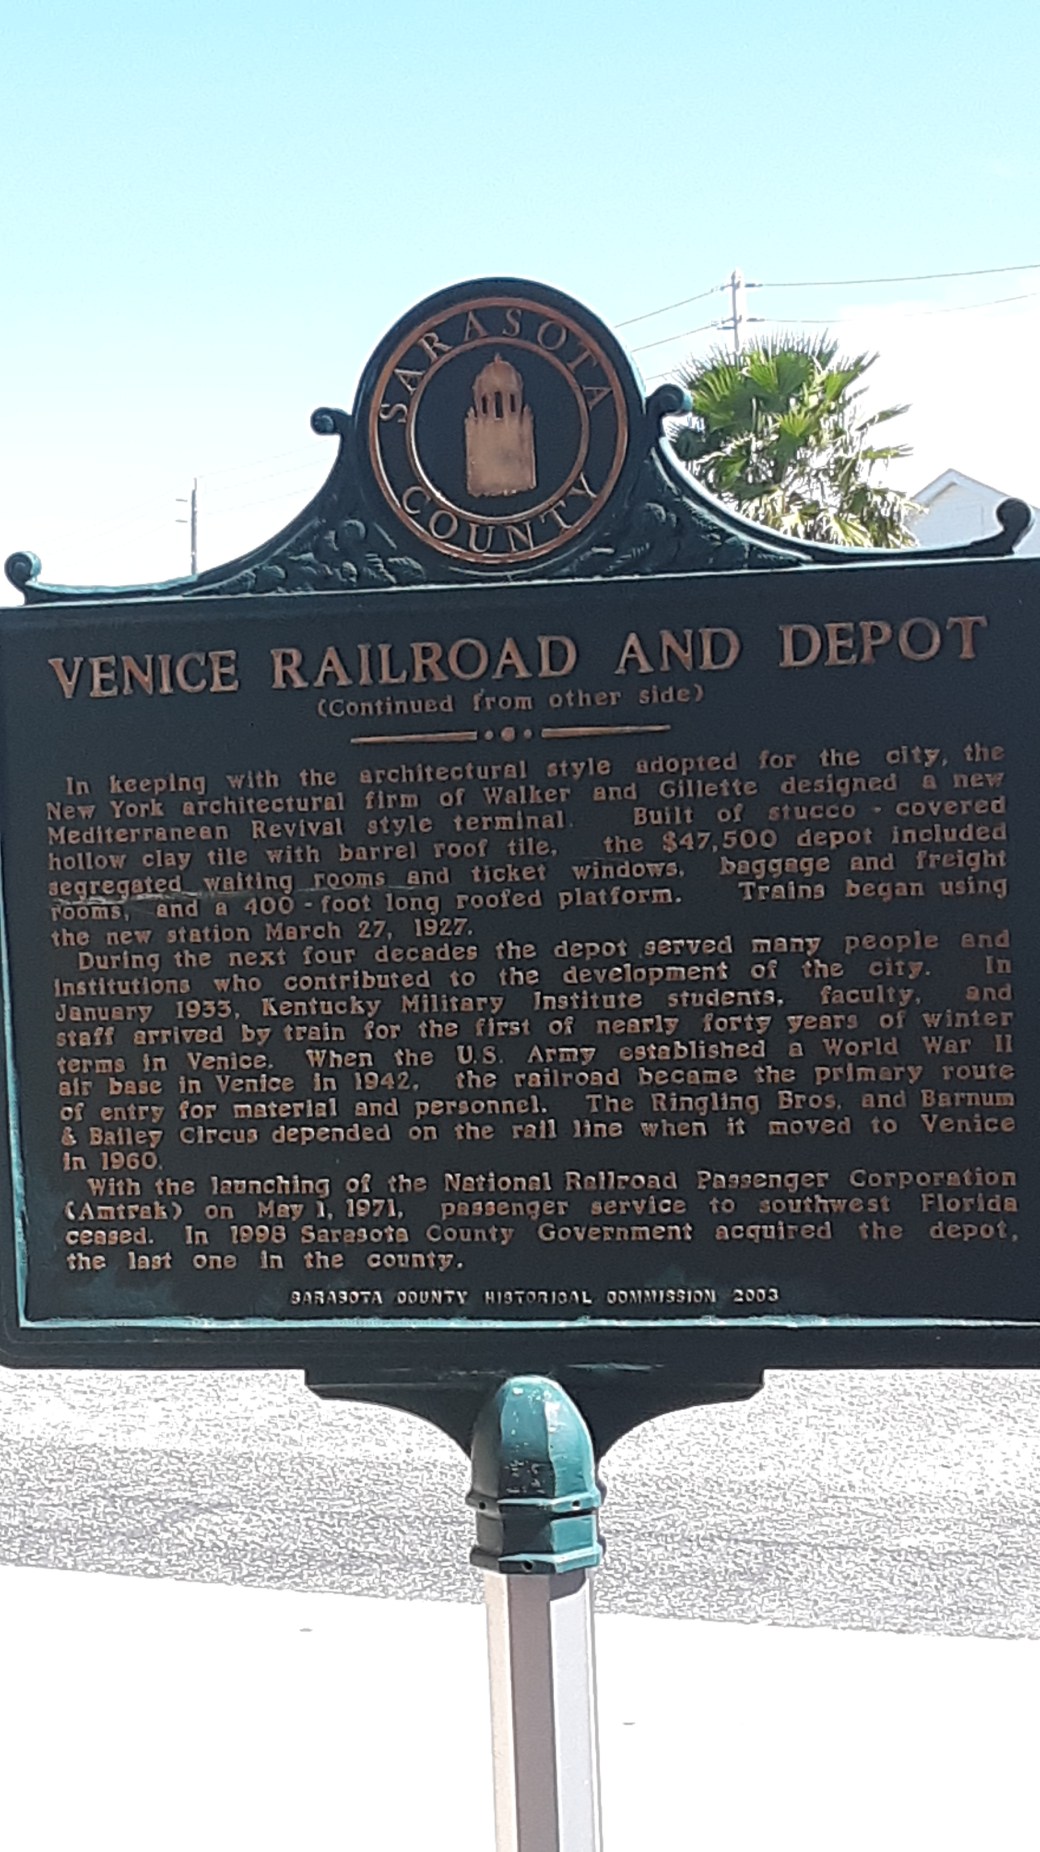 SARASOTA
COUNTY
VENICE RAILROAD AND DEPOT
(Continued from other side)
In keeping with the architectural style adopted for the city, the
New York architectural firm of Walker and Gillette designed a new
Mediterranean Revival style terminal. Built of stucco - covered
hollow clay tile with barrel roof tile, the $47,500 depot included
segregated waiting rooms and ticket windows, baggage and freight
rooms, and a 400 - foot long roofed platform. Trains began using
the new station March 27, 1927.
During the next four decades the depot served many people and
institutions who contributed to the development of the city. In
January 1933, Kentucky Military Institute students, faculty, and
staff arrived by train for the first of nearly forty years of winter
terms in Venice. When the U.S. Army established a World War II
air base in Venice in 1942, the railroad became the primary route
of entry for material and personnel. The Ringling Bros. and Barnum
& Bailey Circus depended on the rail line when it moved to Venice
in 1960.
With the launching of the National Railroad Passenger Corporation
(Amtrak) on May 1, 1971, passenger service to southwest Florida
ceased. In 1998 Sarasota County Government acquired the depot,
the last one in the county.
SARASOTA COUNTY HISTORICAL COMMISSION 2003